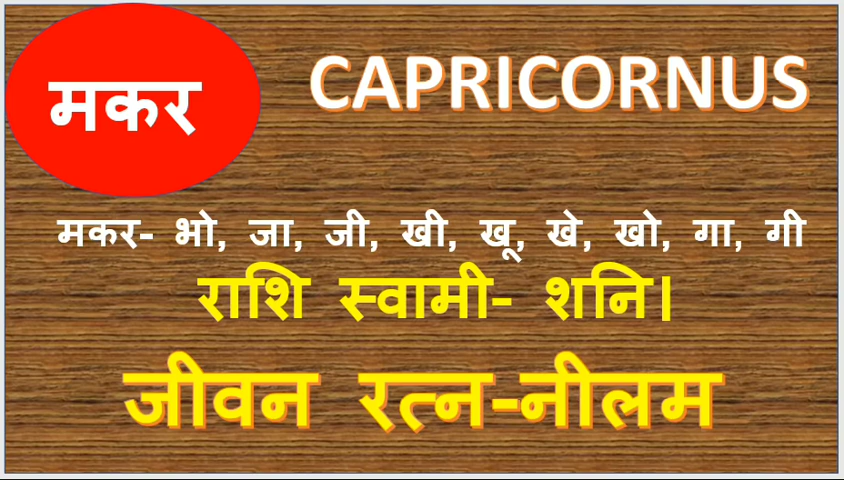 मकर
CAPRICORNUS
मकर- भो, जा, जी, खी, खू, खे, खो, गा, गी
राशि स्वामी- शनि।
जीवन रत्न-नीलम